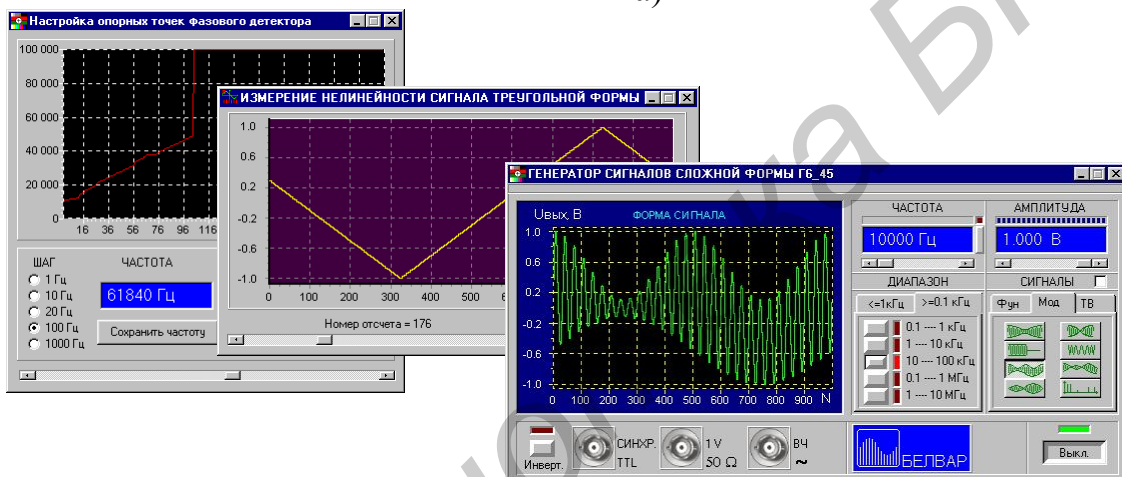 а)
Настройка опорных точек фазового детектора
100 000
80 000
60 000
40 000
20 000
0
16 36 56 76 96 116
ШАГ
1 Гц
10 Гц
20 Гц
100 Гц
1000 Гц
ЧАСТОТА
61840 Гц
Сохранить частоту
ИЗМЕРЕНИЕ НЕЛИНЕЙНОСТИ СИГНАЛА ТРЕУГОЛЬНОЙ ФОРМЫ
1.0
0.6
0.2
-0.2
-0.6
-1.0
0 100 200 300 400 500
Номер отсчета = 176
ГЕНЕРАТОР СИГНАЛОВ СЛОЖНОЙ ФОРМЫ Г6_45
Uвых, В ФОРМА СИГНАЛА
1.0
0.6
0.2
-0.2
-0.6
-1.0
0 100 200 300 400 500 600 700 800 900 N
ЧАСТОТА
10000 Гц
АМПЛИТУДА
1.000 В
ДИАПАЗОН
<=1кГц >=0.1 кГц
0.1 ---- 1 кГц
1 ---- 10 кГц
10 ---- 100 кГц
0.1 ---- 1 МГц
1 ---- 10 МГц
СИГНАЛЫ
Фун Мод ТВ
Инверт.
СИНХР.
TTL
1 V
50 Ω
ВЧ
~
БЕЛВАР
Выкл.